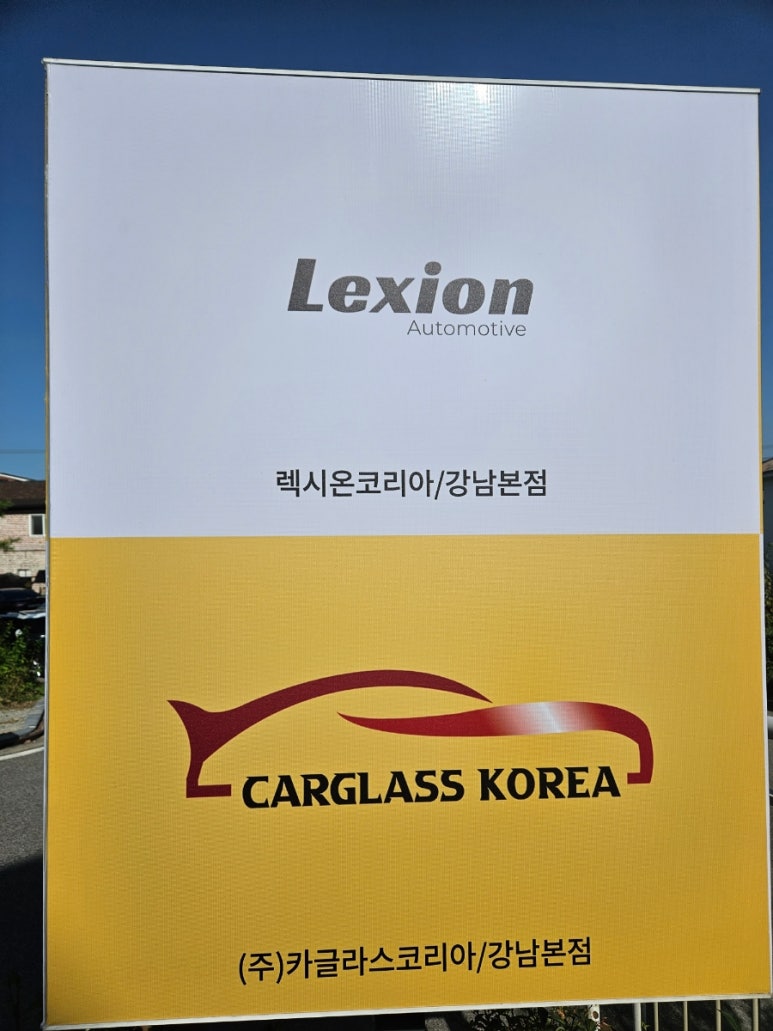 Lexion
Automotive
렉시온코리아/강남본점
CARGLASS KOREA
(주)카글라스코리아/강남본점